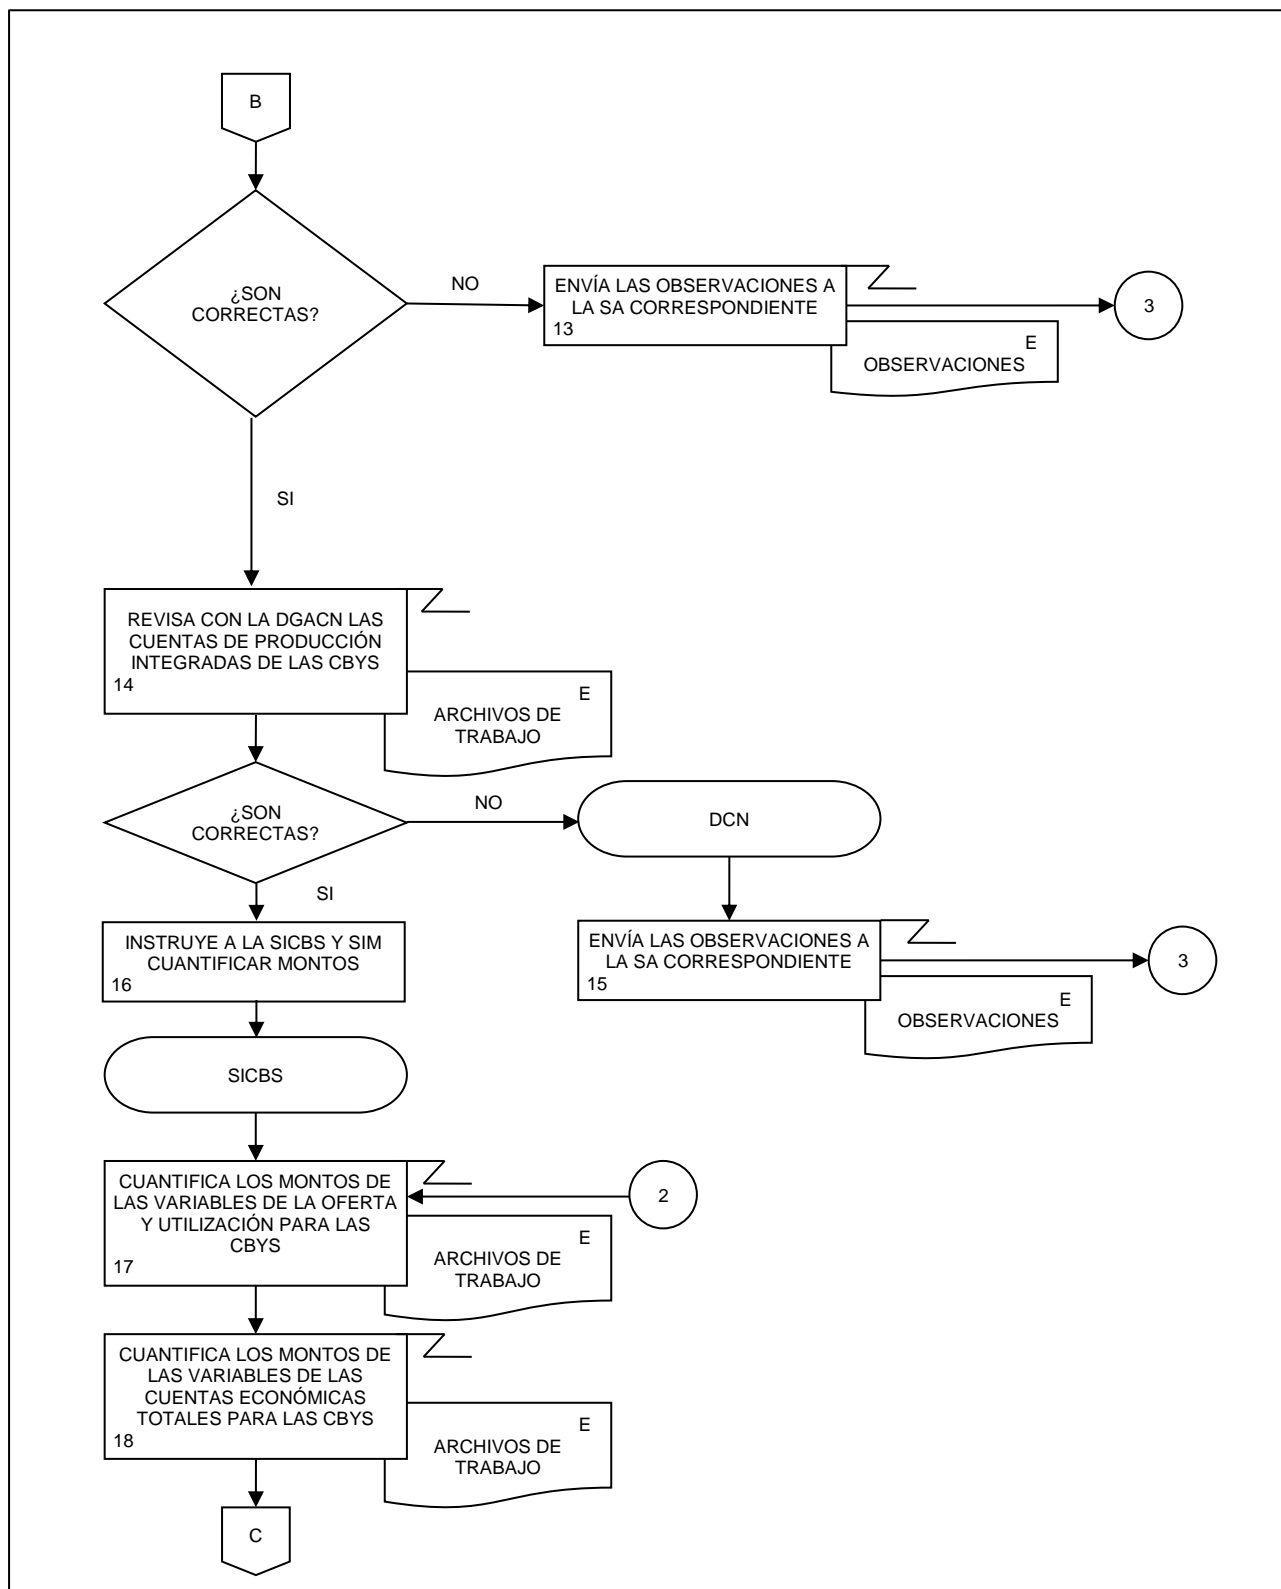 B
¿SON
CORRECTAS?
NO
ENVÍA LAS OBSERVACIONES A
LA SA CORRESPONDIENTE
13
3
E
OBSERVACIONES
SI
REVISA CON LA DGACN LAS
CUENTAS DE PRODUCCIÓN
INTEGRADAS DE LAS CBYS
14
E
ARCHIVOS DE
TRABAJO
¿SON
CORRECTAS?
NO
DCN
SI
INSTRUYE A LA SICBS Y SIM
CUANTIFICAR MONTOS
16
ENVÍA LAS OBSERVACIONES A
LA SA CORRESPONDIENTE
15
3
E
OBSERVACIONES
SICBS
CUANTIFICA LOS MONTOS DE
LAS VARIABLES DE LA OFERTA
Y UTILIZACIÓN PARA LAS
CBYS
17
2
E
ARCHIVOS DE
TRABAJO
CUANTIFICA LOS MONTOS DE
LAS VARIABLES DE LAS
CUENTAS ECONÓMICAS
TOTALES PARA LAS CBYS
18
E
ARCHIVOS DE
TRABAJO
C